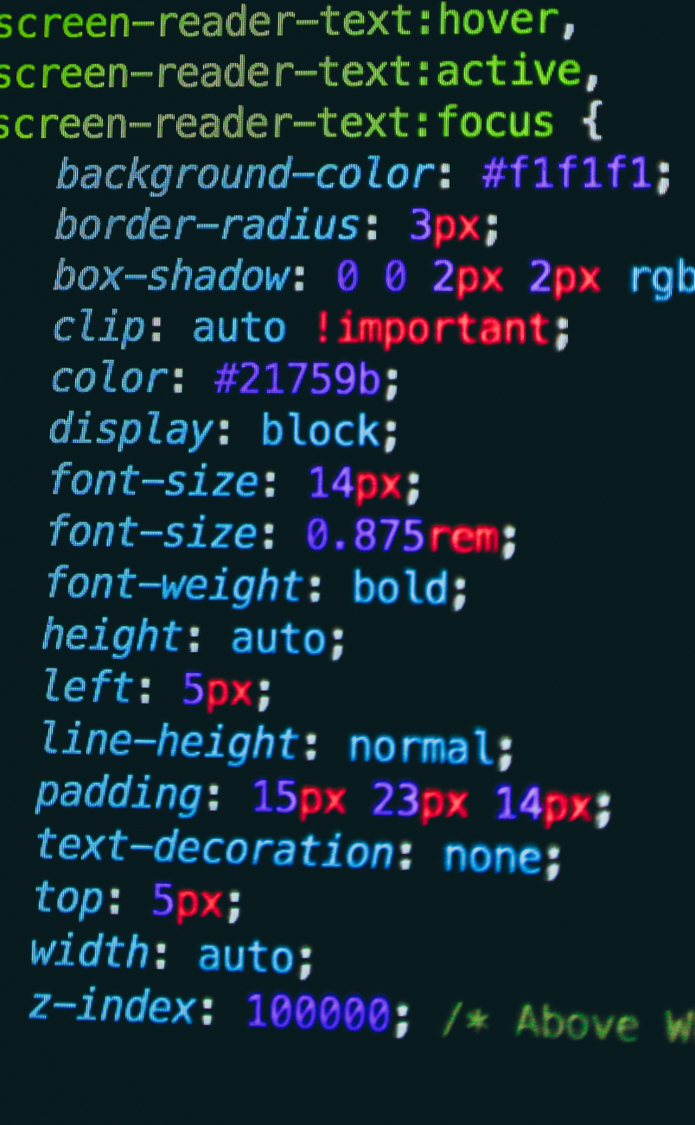 screen-reader-text:hover,
screen-reader-text:active,
screen-reader-text:focus {
background-color: #f1f1f1;
border-radius: 3px;
box-shadow: 0 0 2px 2px rgb
clip: auto !important;
color: #21759b;
display: block;
font-size: 14px;
font-size: 0.875rem;
font-weight: bold;
height: auto;
left: 5px;
line-height: normal;
padding: 15px 23px 14px;
text-decoration: none;
top: 5px;
width: auto;
z-index: 100000; /* Above W